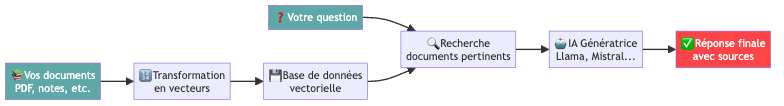 ❓ Votre question
📚Vos documents
PDF, notes, etc.
🔢Transformation
en vecteurs
💾Base de données
vectorielle
🔍Recherche
documents pertinents
🤖IA Génératrice
Llama, Mistral...
✅Réponse finale
avec sources